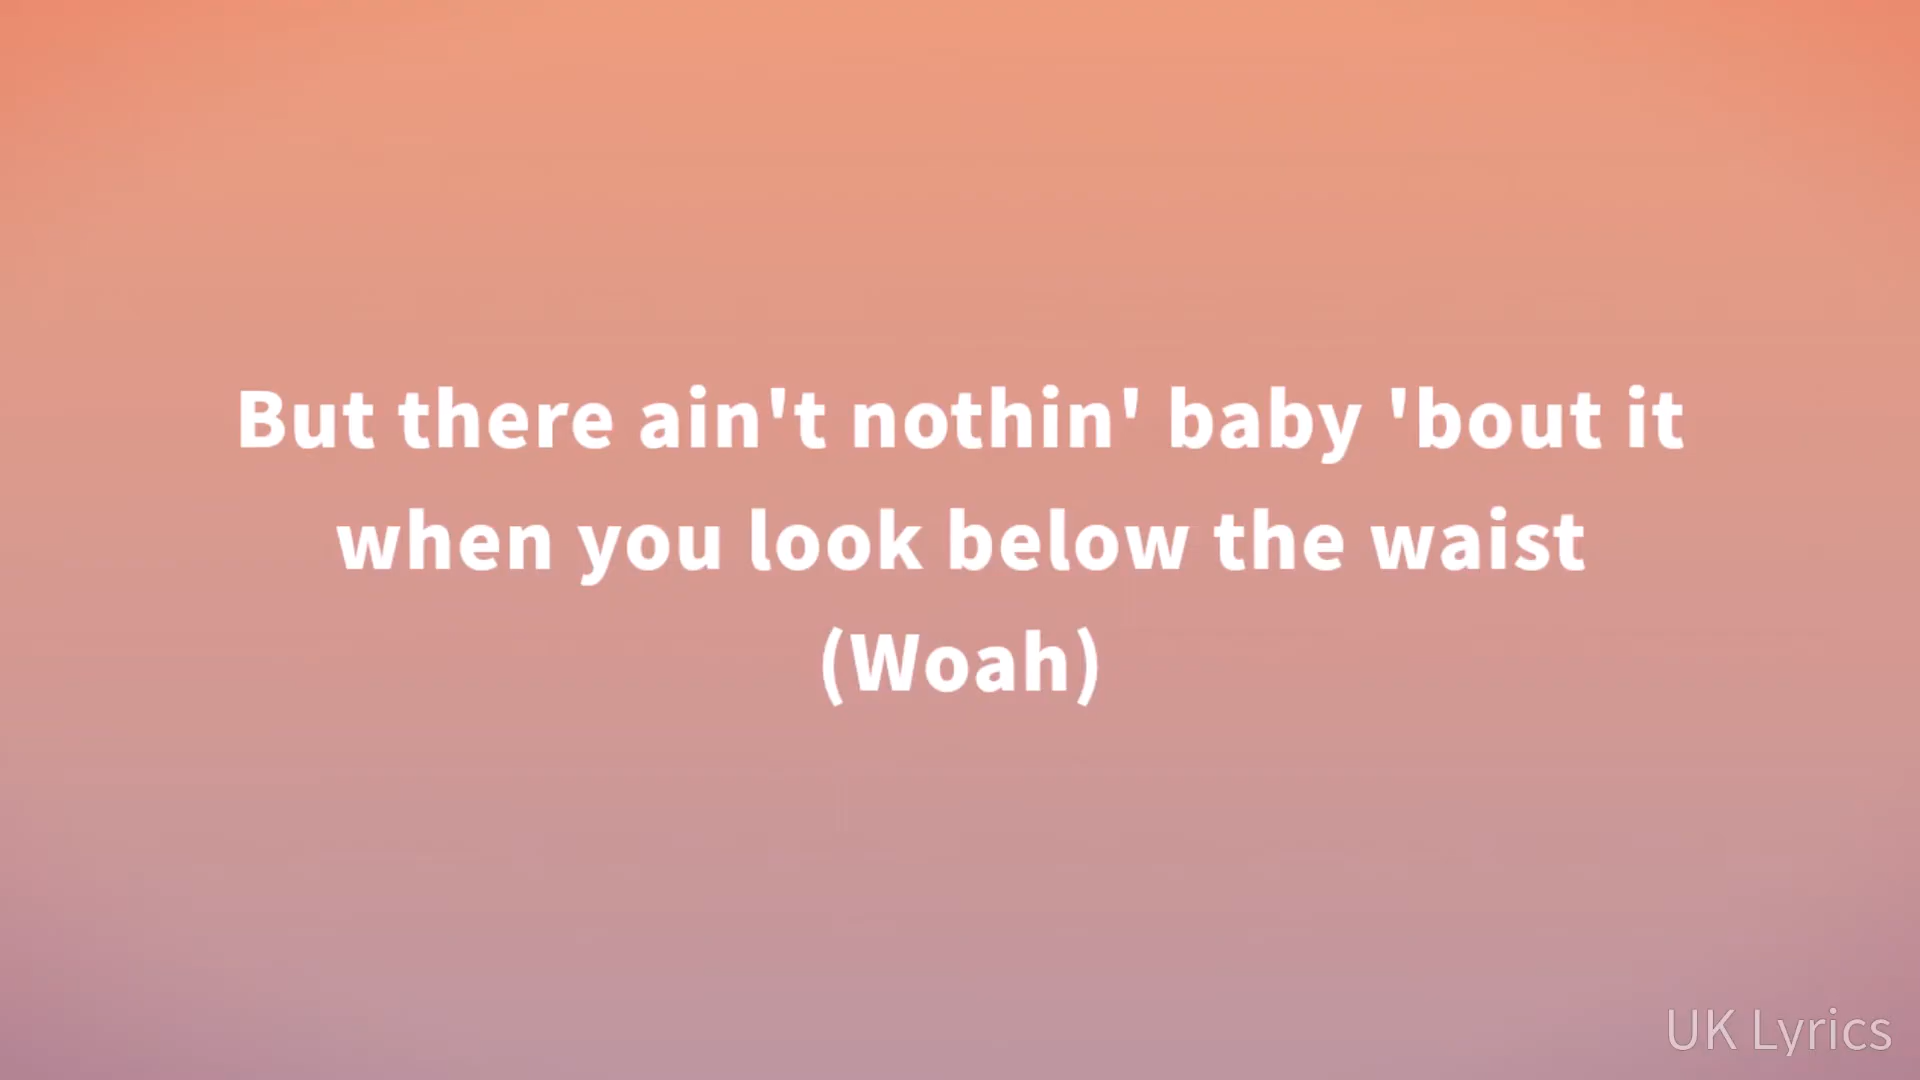 But there ain't nothin' baby 'bout it
when you look below the waist
(Woah)
UK Lyrics